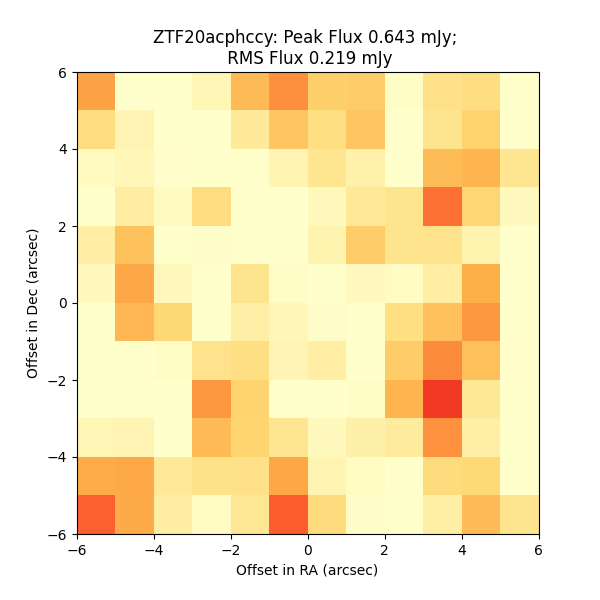 ZTF20acphccy: Peak Flux 0.643 mJy;
RMS Flux 0.219 mJy
6
4
2
0
−2
−4
−6
Offset in Dec (arcsec)
−6 −4 −2 0 2 4 6
Offset in RA (arcsec)